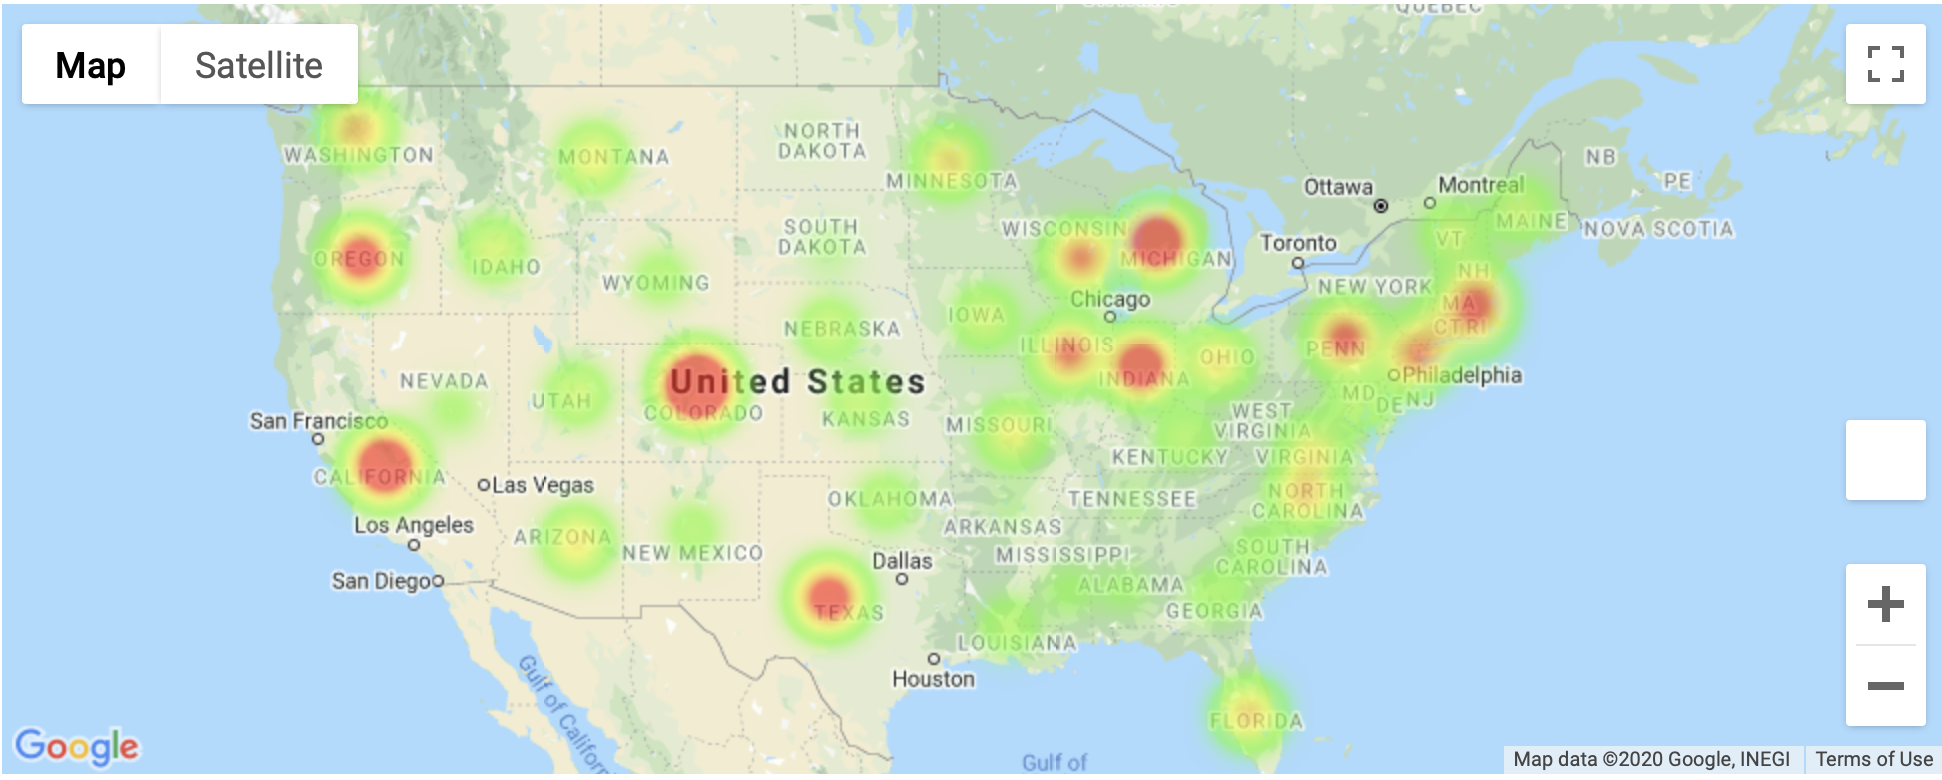 QUEBEC
Map
Satellite
NORTH
DAKOTA
WASHINGTON
MONTANA
MINNESOTA
NB
PE
Ottawa
Montreal
MAINE
NOVA SCOTIA
VT
WISCONSIN
MICHIGAN
Toronto
SOUTH
DAKOTA
OREGON
IDAHO
WYOMING
NH
NEW YORK
MA
CT RI
Chicago
IOWA
NEBRASKA
ILLINOIS
INDIANA
OHIO
PENN
Philadelphia
United States
NEVADA
UTAH
COLORADO
KANSAS
MD
DE
NJ
San Francisco
MISSOURI
WEST
VIRGINIA
KENTUCKY
VIRGINIA
CALIFORNIA
Las Vegas
OKLAHOMA
TENNESSEE
NORTH
CAROLINA
Los Angeles
ARIZONA
NEW MEXICO
ARKANSAS
MISSISSIPPI
SOUTH
CAROLINA
Dallas
San Diego
ALABAMA
GEORGIA
TEXAS
LOUISIANA
Houston
Gulf of Californ
FLORIDA
Gulf of
Google
Map data ©2020 Google, INEGI
Terms of Use